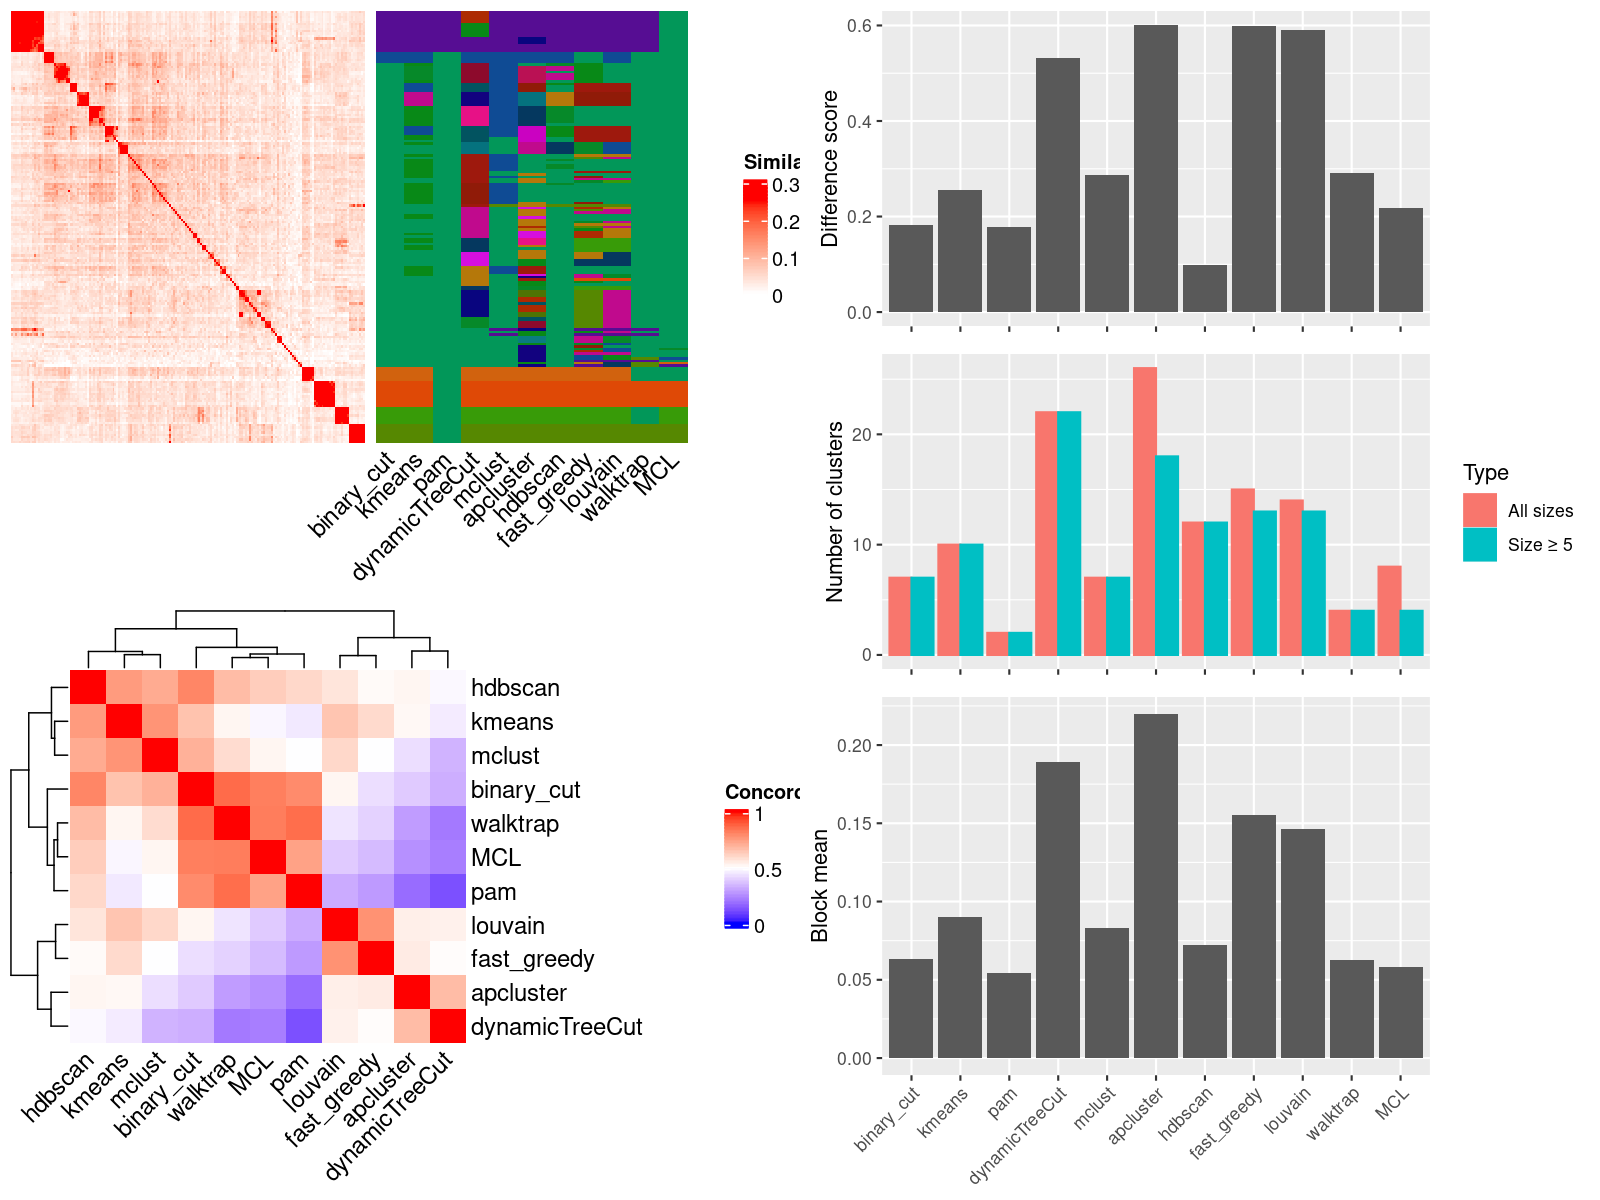 Simila
0.3
0.2
0.1
0
binary_cut
kmeans
pam
dynamicTreeCut
mclust
apcluster
hdbscan
fast_greedy
louvain
walktrap
MCL
hdbscan
kmeans
mclust
binary_cut
walktrap
MCL
pam
louvain
fast_greedy
apcluster
dynamicTreeCut
hdbscan
kmeans
mclust
binary_cut
walktrap
MCL
pam
louvain
fast_greedy
apcluster
dynamicTreeCut
Concord
1
0.5
0
Difference score
0.6
0.4
0.2
0.0
Number of clusters
20
10
0
Type
All sizes
Size ≥ 5
Block mean
0.20
0.15
0.10
0.05
0.00
binary_cut
kmeans
pam
dynamicTreeCut
mclust
apcluster
hdbscan
fast_greedy
louvain
walktrap
MCL